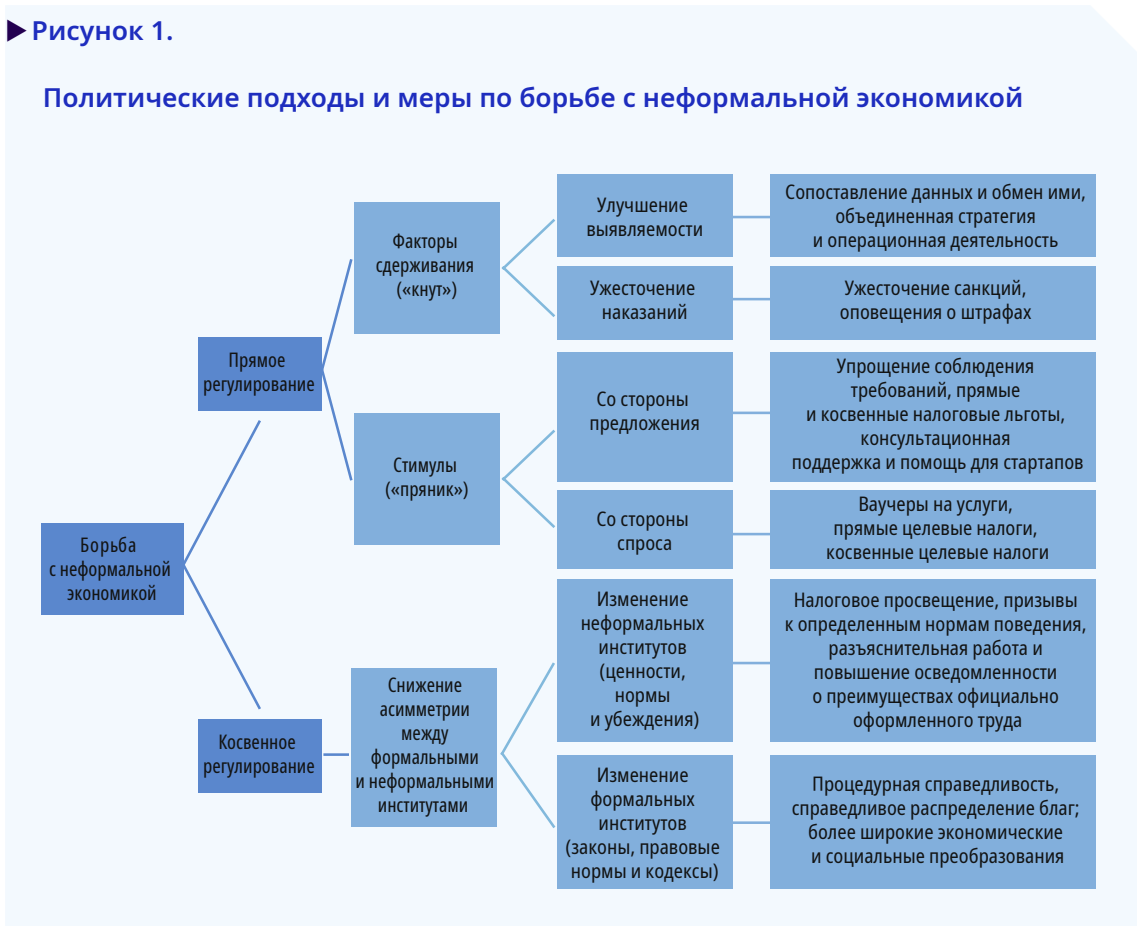 Рисунок 1.
Политические подходы и меры по борьбе с неформальной экономикой
Борьба
с неформальной
экономикой
Прямое
регулирование
Факторы
сдерживания
(«кнут»)
Улучшение
выявляемости
Сопоставление данных и обмен ими,
объединенная стратегия
и операционная деятельность
Ужесточение
наказаний
Ужесточение санкций,
оповещения о штрафах
Стимулы
(«пряник»)
Со стороны
предложения
Упрощение соблюдения
требований, прямые
и косвенные налоговые льготы,
консультационная
поддержка и помощь для стартапов
Со стороны
спроса
Ваучеры на услуги,
прямые целевые налоги,
косвенные целевые налоги
Косвенное
регулирование
Снижение
асимметрии
между
формальными
и неформальными
институтами
Изменение
неформальных
институтов
(ценности,
нормы
и убеждения)
Налоговое просвещение, призывы
к определенным нормам поведения,
разъяснительная работа и
повышение осведомленности
о преимуществах официально
оформленного труда
Изменение
формальных
институтов
(законы, правовые
нормы и кодексы)
Процедурная справедливость,
справедливое распределение благ;
более широкие экономические
и социальные преобразования